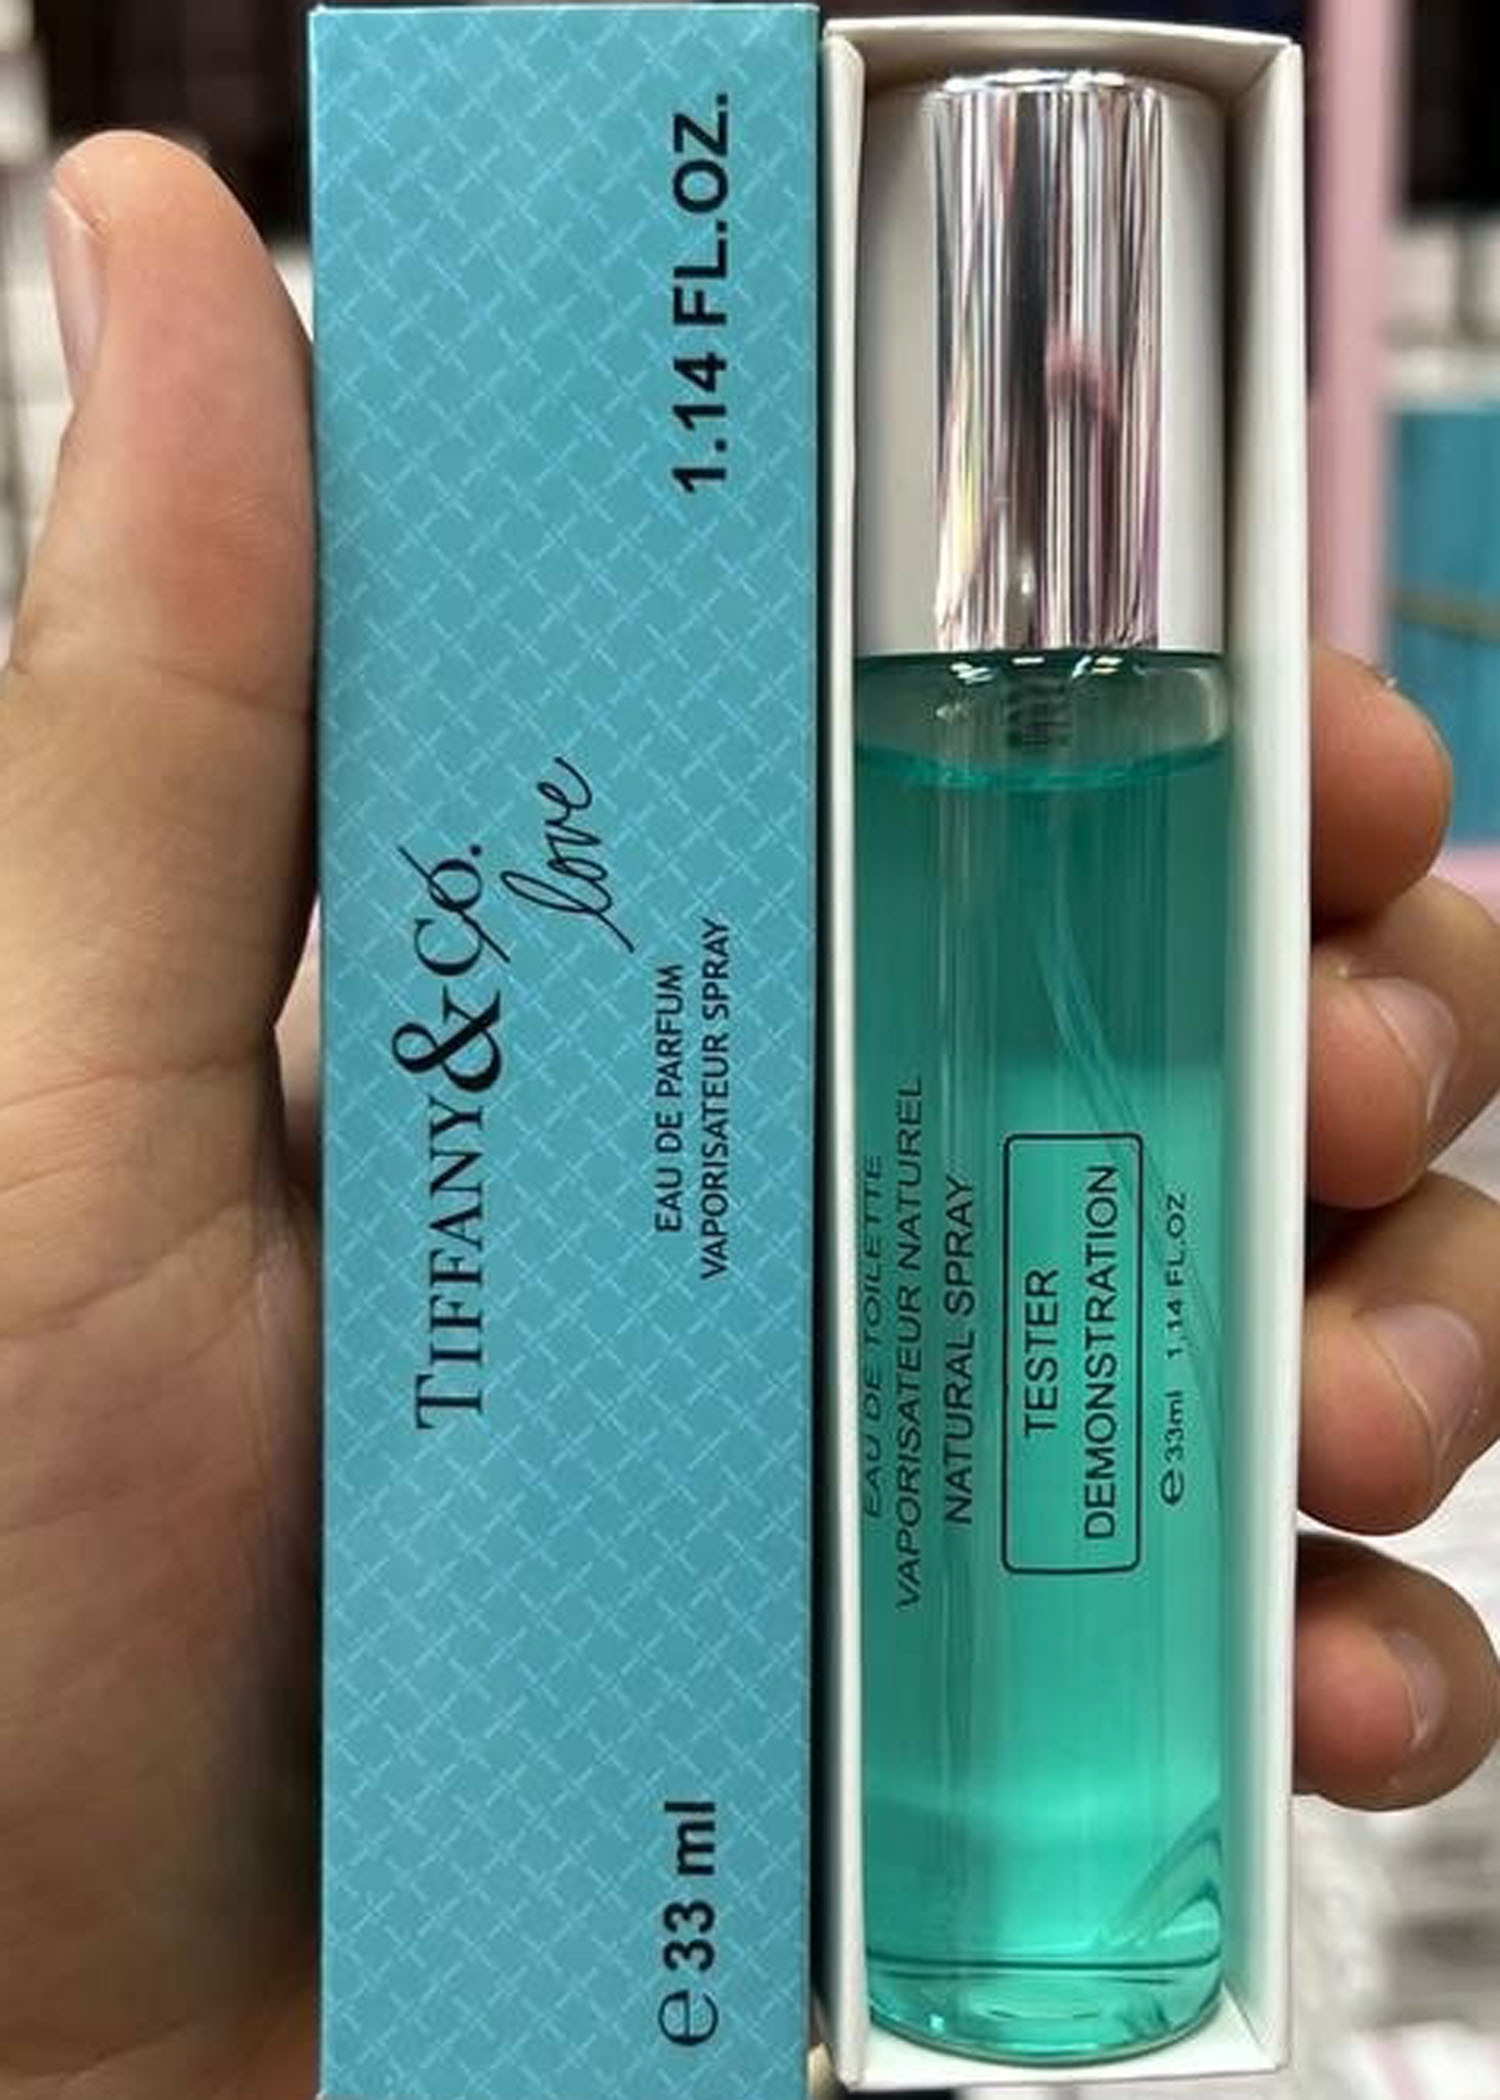 TIFFANY & CO.
love
EAU DE PARFUM
VAPORISATEUR SPRAY
e 33 ml 1.14 FL.OZ.
EAU DE TOILETTE
VAPORISATEUR NATUREL
NATURAL SPRAY
TESTER
DEMONSTRATION
e 33ml 1.14 FL.OZ